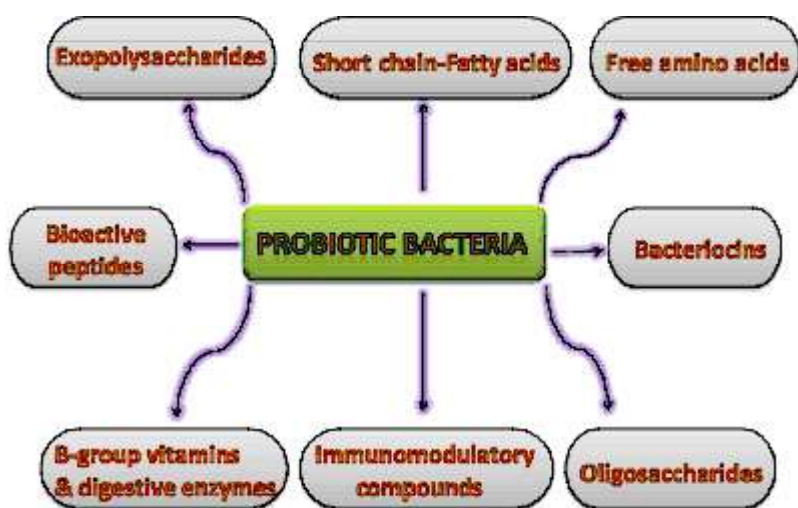 Exopolysaccharides
Short chain-Fatty acids
Free amino acids
Bioactive
peptides
PROBIOTIC BACTERIA
Bacteriocins
B-group vitamins
& digestive enzymes
Immunomodulatory
compounds
Oligosaccharides